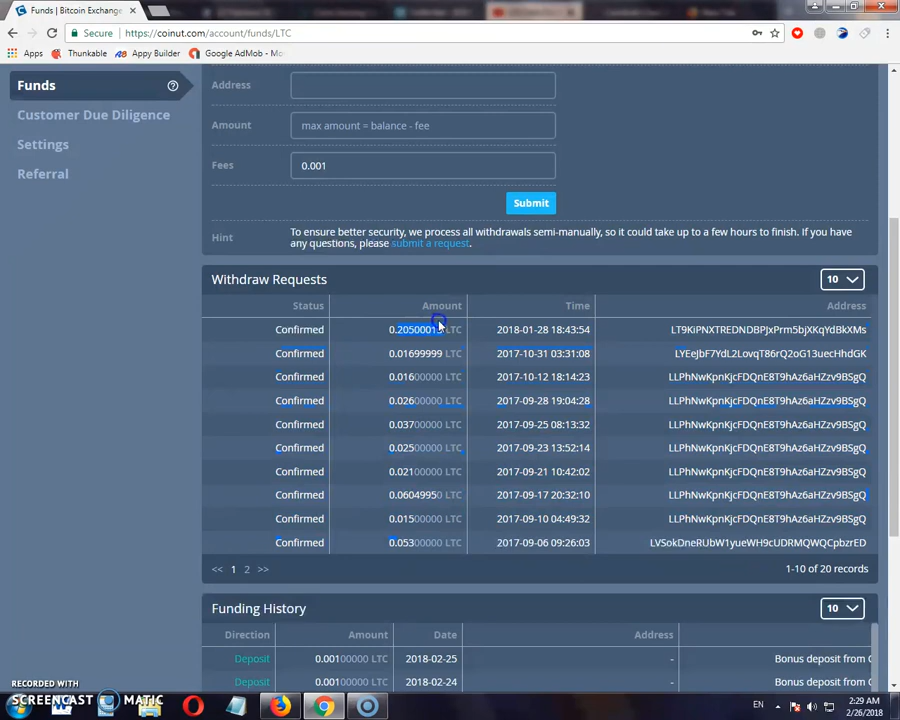 Funds | Bitcoin Exchange
Secure
https://coinut.com/account/funds/LTC
Apps Thunkable Appy Builder Google AdMob - Mo
Funds
Customer Due Diligence
Settings
Referral
Address
Amount max amount = balance - fee
Fees 0.001
Submit
Hint To ensure better security, we process all withdrawals semi-manually, so it could take up to a few hours to finish. If you have
any questions, please submit a request.
Withdraw Requests 10
Status Amount Time Address
Confirmed 0.20500013 LTC 2018-01-28 18:43:54 LT9KiPNXTREDNDBPJxPrm5bjXKqYdBkXMs
Confirmed 0.01699999 LTC 2017-10-31 03:31:08 LYEeJbF7YdL2LovqT86rQ2oG13uecHhdGK
Confirmed 0.01600000 LTC 2017-10-12 18:14:23 LLPhNwKpnKjcFDQnE8T9hAz6aHZzv9BSgQ
Confirmed 0.02600000 LTC 2017-09-28 19:04:28 LLPhNwKpnKjcFDQnE8T9hAz6aHZzv9BSgQ
Confirmed 0.03700000 LTC 2017-09-25 08:13:32 LLPhNwKpnKjcFDQnE8T9hAz6aHZzv9BSgQ
Confirmed 0.02500000 LTC 2017-09-23 13:52:14 LLPhNwKpnKjcFDQnE8T9hAz6aHZzv9BSgQ
Confirmed 0.02100000 LTC 2017-09-21 10:42:02 LLPhNwKpnKjcFDQnE8T9hAz6aHZzv9BSgQ
Confirmed 0.06049950 LTC 2017-09-17 20:32:10 LLPhNwKpnKjcFDQnE8T9hAz6aHZzv9BSgQ
Confirmed 0.01500000 LTC 2017-09-10 04:49:32 LLPhNwKpnKjcFDQnE8T9hAz6aHZzv9BSgQ
Confirmed 0.05300000 LTC 2017-09-06 09:26:03 LVSokDneRUbW1yueWH9cUDRMQWQCpbzrED
<< 1 2 >> 1-10 of 20 records
Funding History 10
Direction Amount Date Address
Deposit 0.00100000 LTC 2018-02-25 - Bonus deposit from
Deposit 0.00100000 LTC 2018-02-24 - Bonus deposit from
RECORDED WITH
SCREENCAST MATIC
EN
2:29 AM
2/26/2018